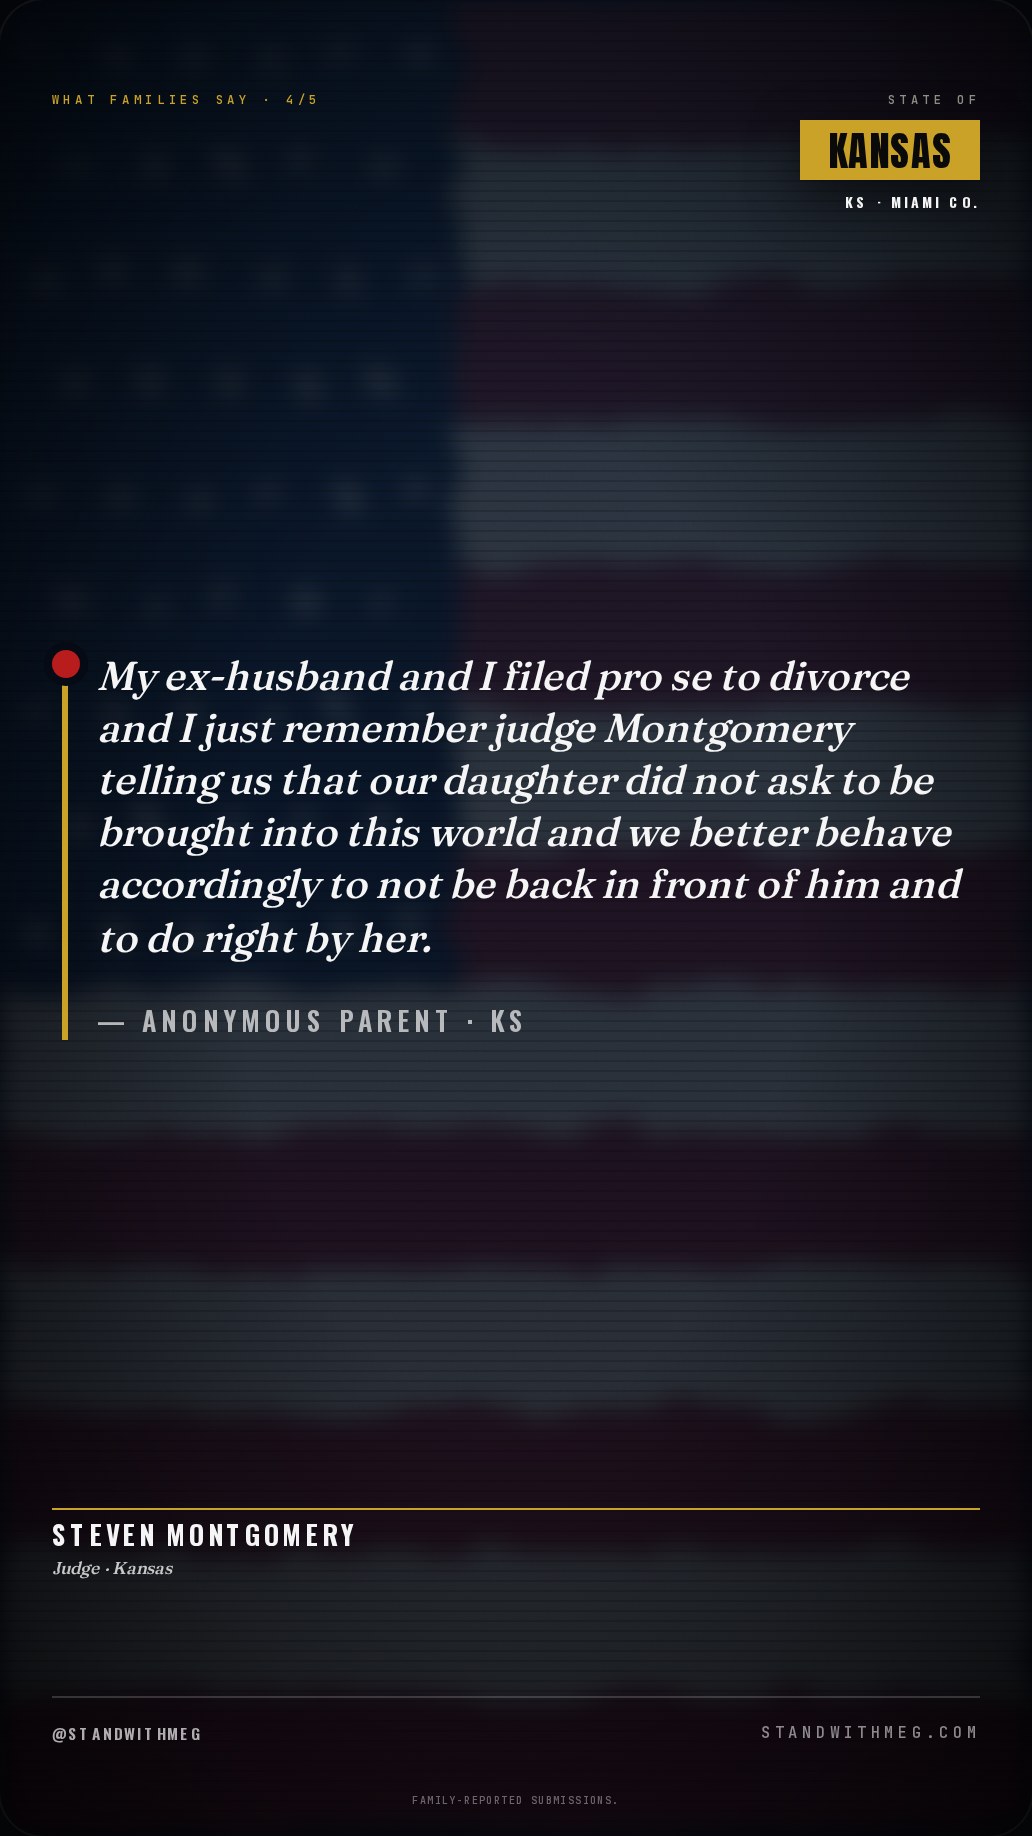 WHAT FAMILIES SAY · 4/5
STATE OF
KANSAS
KS · MIAMI CO.
My ex-husband and I filed pro se to divorce
and I just remember judge Montgomery
telling us that our daughter did not ask to be
brought into this world and we better behave
accordingly to not be back in front of him and
to do right by her.
— ANONYMOUS PARENT · KS
STEVEN MONTGOMERY
Judge · Kansas
@STANDWITHMEG
STANDWITHMEG.COM
FAMILY-REPORTED SUBMISSIONS.